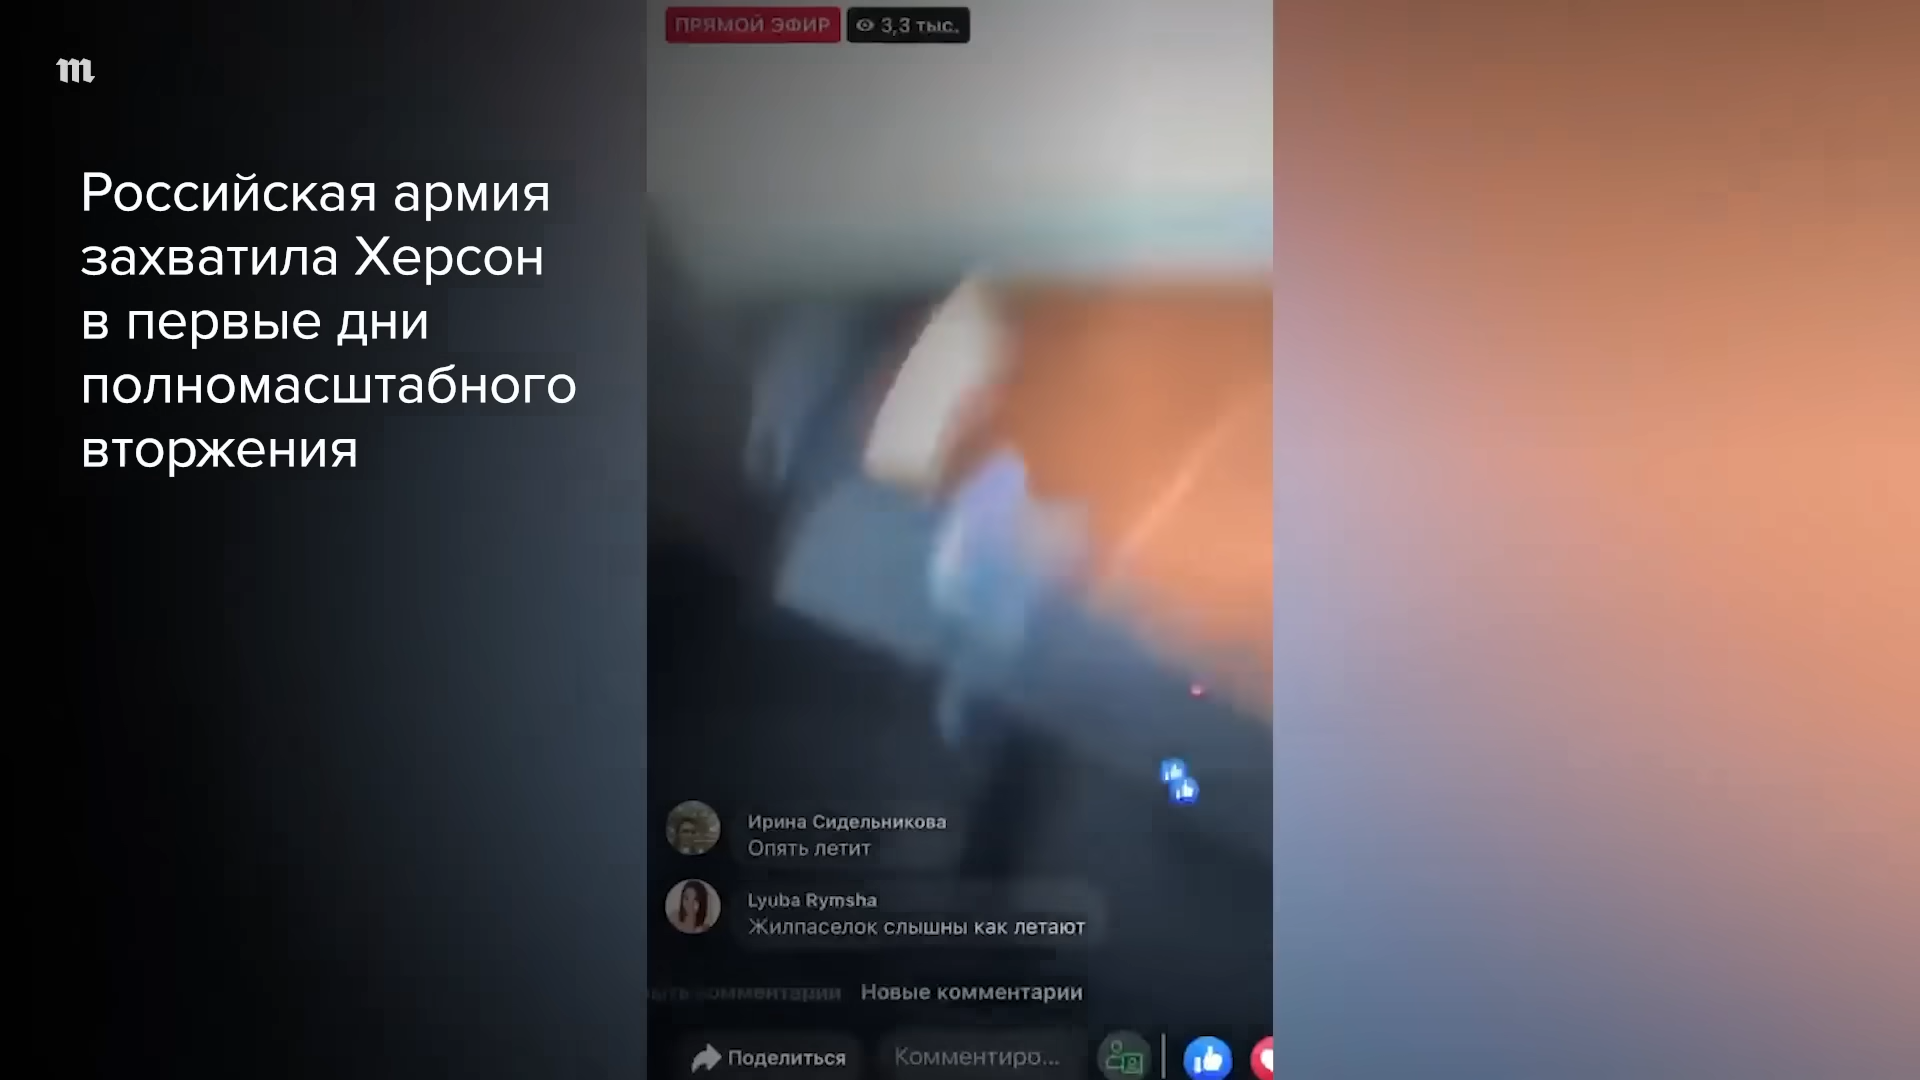 ПРЯМОЙ ЭФИР 3,3 тыс.
m
Российская армия
захватила Херсон
в первые дни
полномасштабного
вторжения
Ирина Сидельникова
Опять летит
Lyuba Rymsha
Жилпаселок слышны как летают
комментарии Новые комментарии
Поделиться Комментиро...